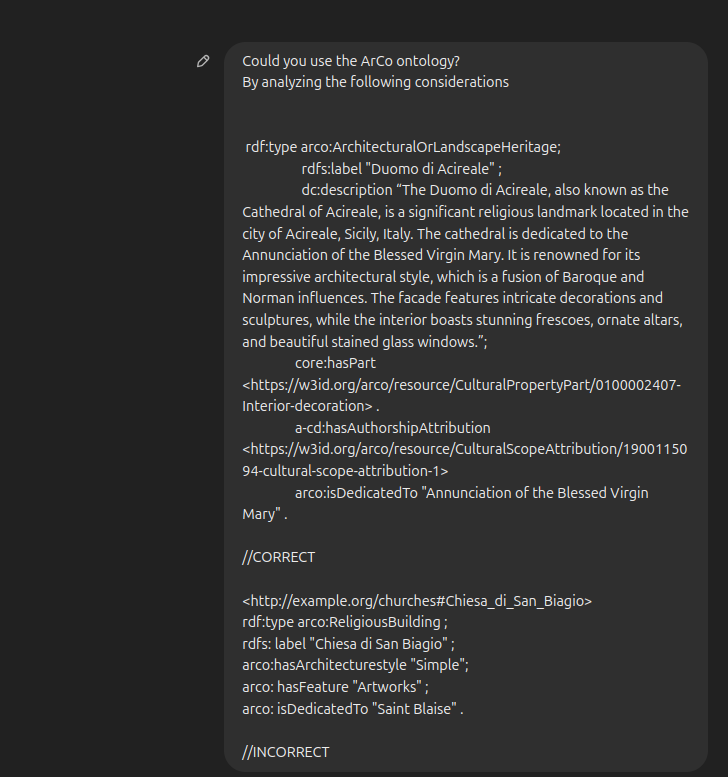 Could you use the ArCo ontology?
By analyzing the following considerations
rdf:type arco:ArchitecturalOrLandscapeHeritage;
rdfs:label "Duomo di Acireale" ;
dc:description “The Duomo di Acireale, also known as the
Cathedral of Acireale, is a significant religious landmark located in the
city of Acireale, Sicily, Italy. The cathedral is dedicated to the
Annunciation of the Blessed Virgin Mary. It is renowned for its
impressive architectural style, which is a fusion of Baroque and
Norman influences. The facade features intricate decorations and
sculptures, while the interior boasts stunning frescoes, ornate altars,
and beautiful stained glass windows.”;
core:hasPart
<https://w3id.org/arco/resource/CulturalPropertyPart/0100002407-
Interior-decoration> .
a-cd:hasAuthorshipAttribution
<https://w3id.org/arco/resource/CulturalScopeAttribution/19001150
94-cultural-scope-attribution-1>
arco:isDedicatedTo "Annunciation of the Blessed Virgin
Mary" .
//CORRECT
<http://example.org/churches#Chiesa_di_San_Biagio>
rdf:type arco:ReligiousBuilding ;
rdfs: label "Chiesa di San Biagio" ;
arco:hasArchitecturestyle "Simple";
arco: hasFeature "Artworks" ;
arco: isDedicatedTo "Saint Blaise" .
//INCORRECT